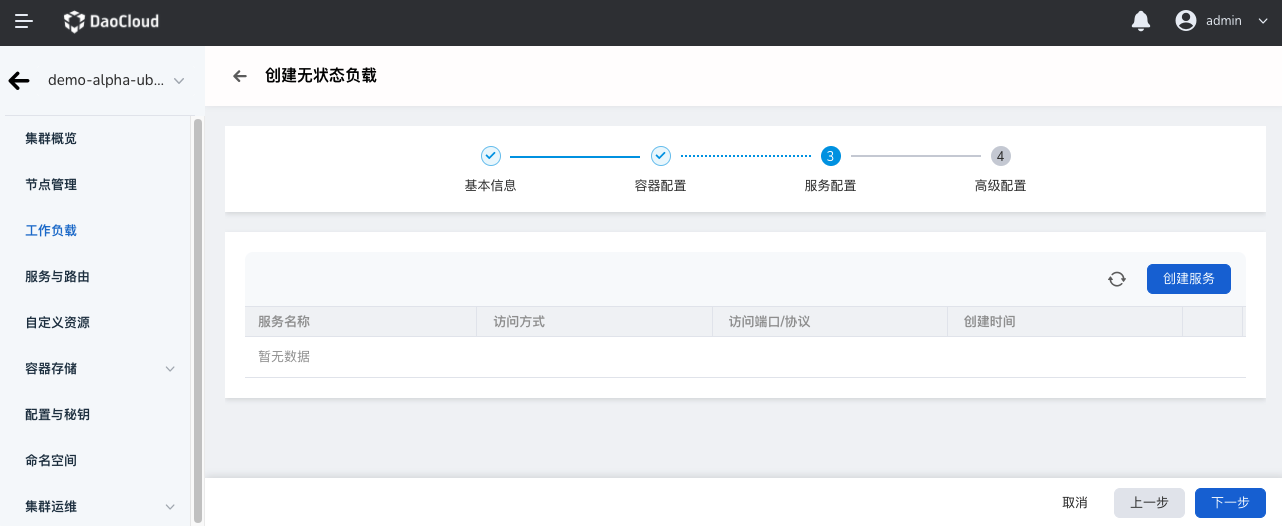 DaoCloud
admin
demo-alpha-ub...
创建无状态负载
集群概览
节点管理
工作负载
服务与路由
自定义资源
容器存储
配置与秘钥
命名空间
集群运维
基本信息
容器配置
3
服务配置
4
高级配置
创建服务
服务名称 访问方式 访问端口/协议 创建时间
暂无数据
取消 上一步 下一步